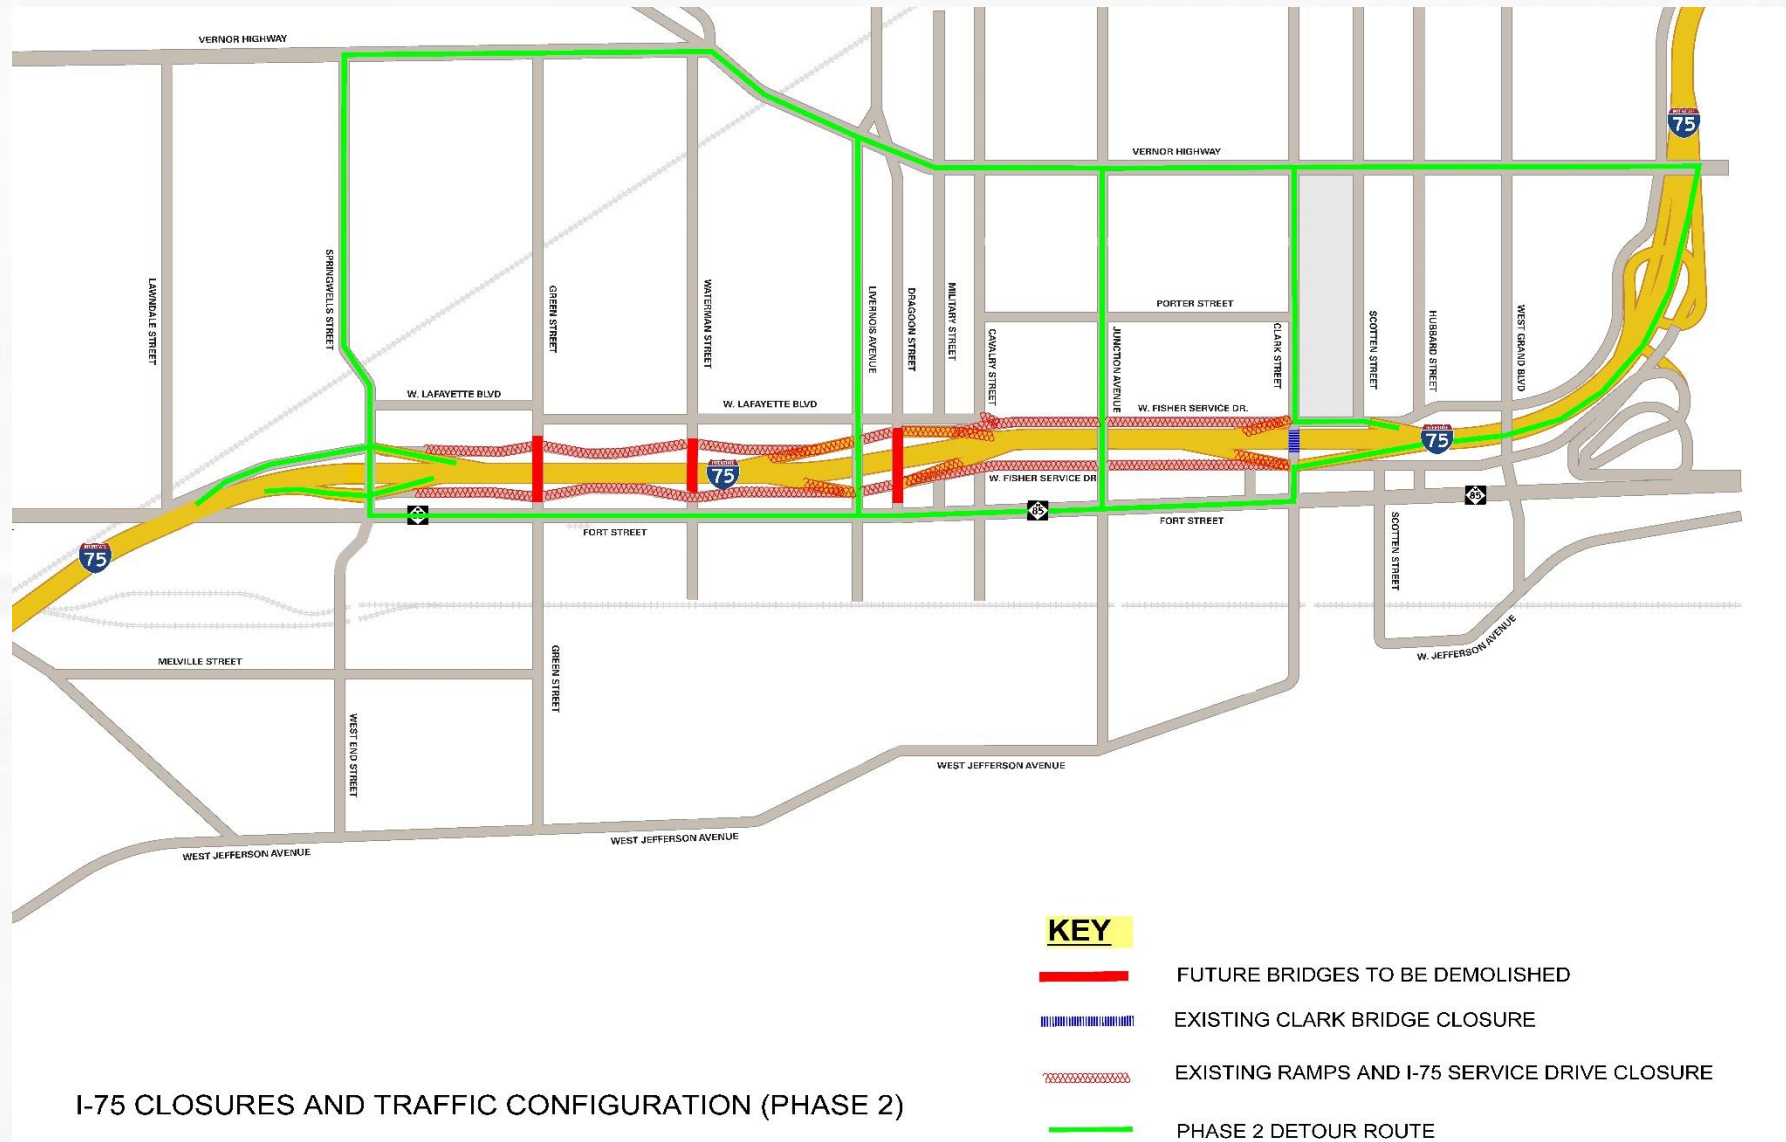 VERNOR HIGHWAY
75
VERNOR HIGHWAY
LAWNDALE STREET
SPRINGWELLS STREET
GREEN STREET
WATERMAN STREET
LIVERNOIS AVENUE
DRAGOON STREET
MILITARY STREET
CAVALRY STREET
PORTER STREET
JUNCTION AVENUE
CLARK STREET
SCOTTEN STREET
HUBBARD STREET
WEST GRAND BLVD
W. LAFAYETTE BLVD
W. LAFAYETTE BLVD
W. FISHER SERVICE DR.
75
75
W. FISHER SERVICE DR
85
85
FORT STREET
FORT STREET
SCOTTEN STREET
75
W. JEFFERSON AVENUE
MELVILLE STREET
GREEN STREET
WEST END STREET
WEST JEFFERSON AVENUE
WEST JEFFERSON AVENUE
WEST JEFFERSON AVENUE
KEY
FUTURE BRIDGES TO BE DEMOLISHED
EXISTING CLARK BRIDGE CLOSURE
EXISTING RAMPS AND I-75 SERVICE DRIVE CLOSURE
PHASE 2 DETOUR ROUTE
I-75 CLOSURES AND TRAFFIC CONFIGURATION (PHASE 2)